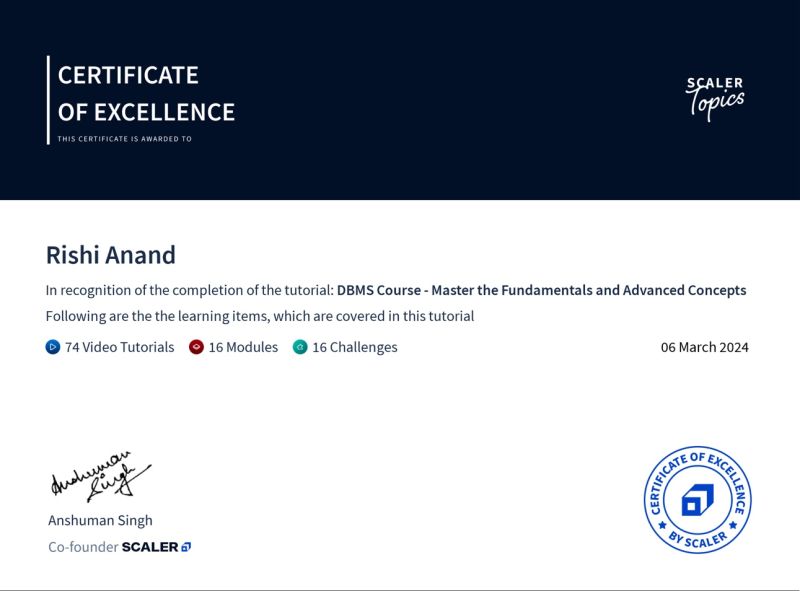 CERTIFICATE
OF EXCELLENCE
THIS CERTIFICATE IS AWARDED TO
SCALER
Topics
Rishi Anand
In recognition of the completion of the tutorial: DBMS Course - Master the Fundamentals and Advanced Concepts
Following are the the learning items, which are covered in this tutorial
74 Video Tutorials 16 Modules 16 Challenges 06 March 2024
Anshuman
Singh
Anshuman Singh
Co-founder SCALER
CERTIFICATE OF EXCELLENCE
BY SCALER